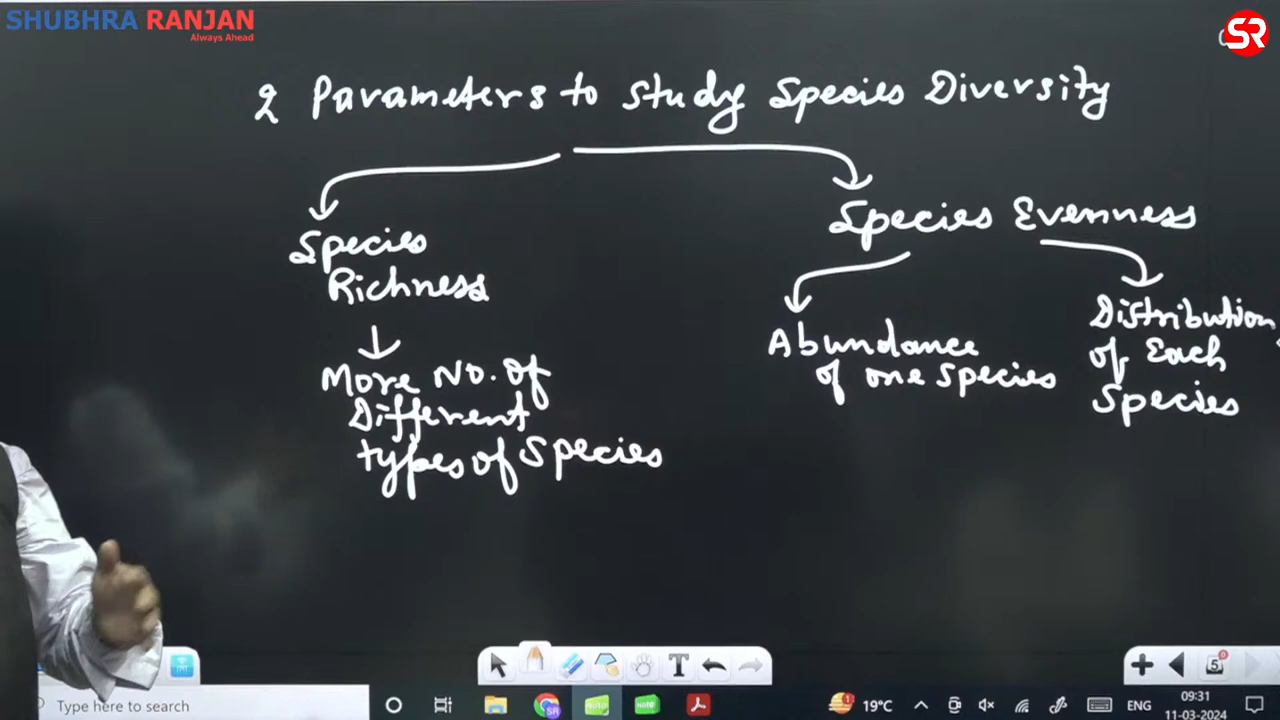 SHUBHRA RANJAN
Always Ahead
SR
2 Parameters to Study Species Diversity
Species
Richness
More No. of
Different
types of Species
Species Evenness
Abundance
of one Species
Distribution
of Each
Species
T
5
Type here to search
19°C
ENG
09:31
11-03-2024